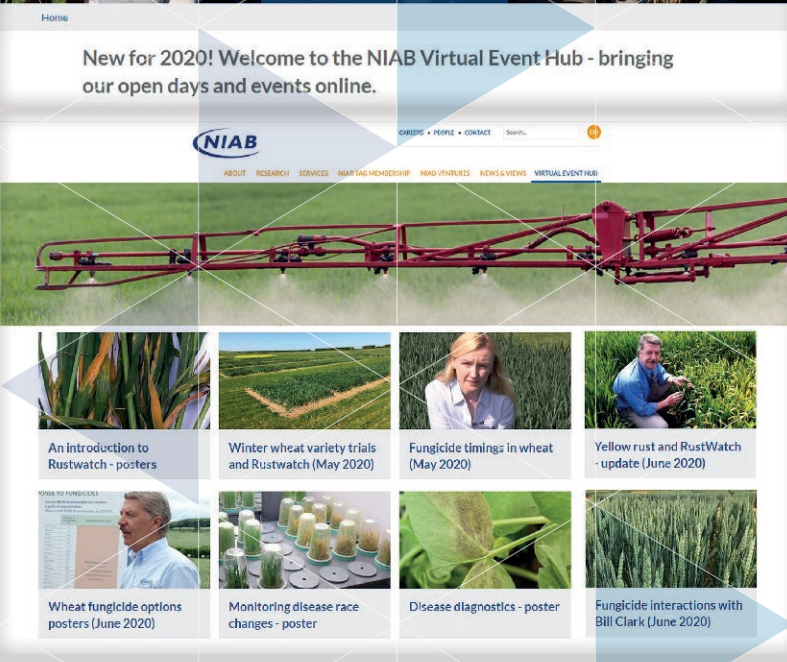 Home
New for 2020! Welcome to the NIAB Virtual Event Hub - bringing
our open days and events online.
NIAB
CAREERS • PEOPLE • CONTACT
Search...
GO
ABOUT RESEARCH SERVICES NIAB TAG MEMBERSHIP NIAB VENTURES NEWS & VIEWS VIRTUAL EVENT HUB
An introduction to
Rustwatch - posters
Winter wheat variety trials
and Rustwatch (May 2020)
Fungicide timings in wheat
(May 2020)
Yellow rust and RustWatch
- update (June 2020)
ONSE TO FUNGICIDES
Wheat fungicide options
posters (June 2020)
Monitoring disease race
changes - poster
Disease diagnostics - poster
Fungicide interactions with
Bill Clark (June 2020)